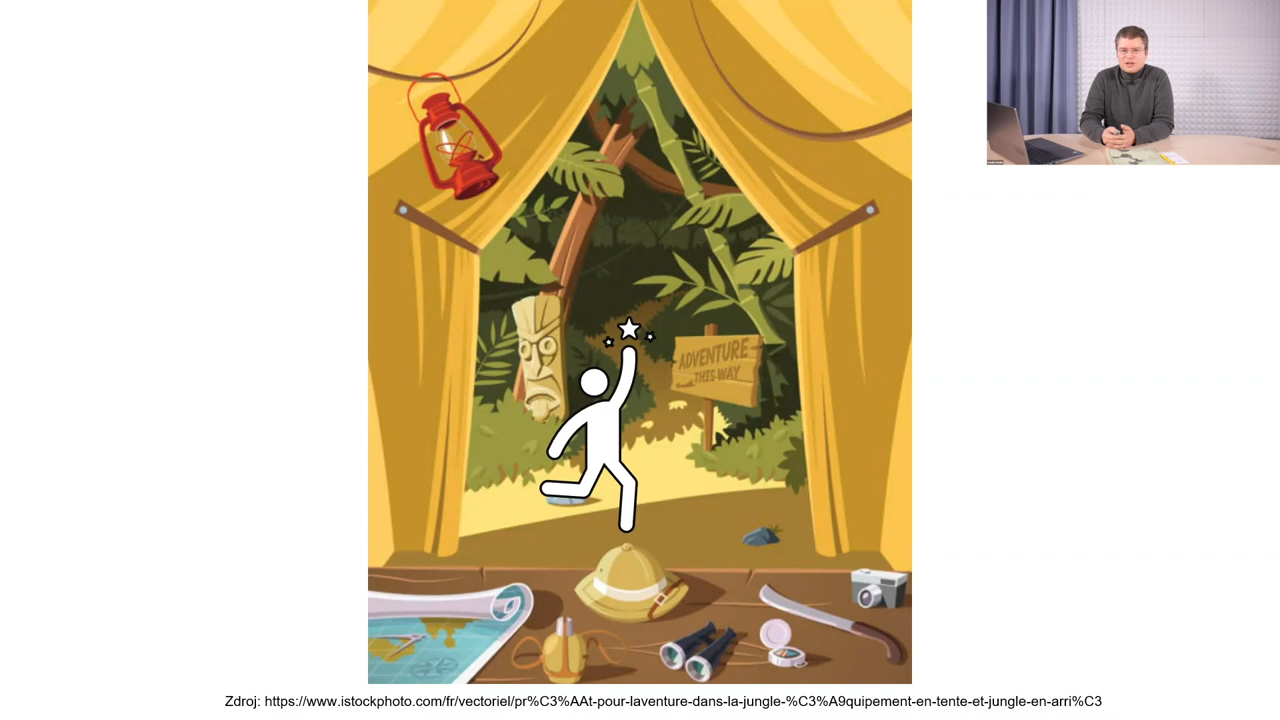 ADVENTURE
THIS WAY
Zdroj: https://www.istockphoto.com/fr/vectoriel/pr%C3%AAt-pour-laventure-dans-la-jungle-%C3%A9quipement-en-tente-et-jungle-en-arri%C3